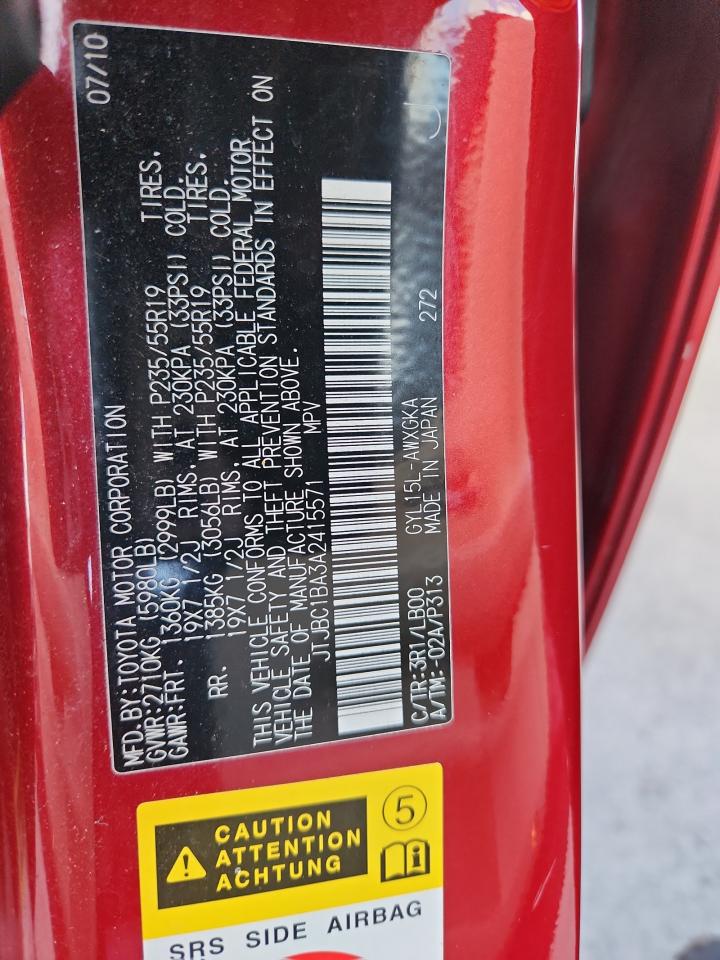 MFD.BY:TOYOTA MOTOR CORPORATION 07/10
GVWR:2710KG (5980LB)
GAWR:FRT. 1360KG (2999LB) WITH P235/55R19 TIRES.
19X7 1/2J RIMS. AT 230KPA (33PSI) COLD.
RR. 1385KG (3056LB) WITH P235/55R19 TIRES.
19X7 1/2J RIMS. AT 230KPA (33PSI) COLD.
THIS VEHICLE CONFORMS TO ALL APPLICABLE FEDERAL MOTOR
VEHICLE SAFETY AND THEFT PREVENTION STANDARDS IN EFFECT ON
THE DATE OF MANUFACTURE SHOWN ABOVE.
JTJBC1BA3A2415571 MPV
C/TR:3R1/LB00 GYL15L-AWXGKA 272
A/TM:-02A/P313 MADE IN JAPAN
CAUTION
ATTENTION
ACHTUNG
5
SRS SIDE AIRBAG